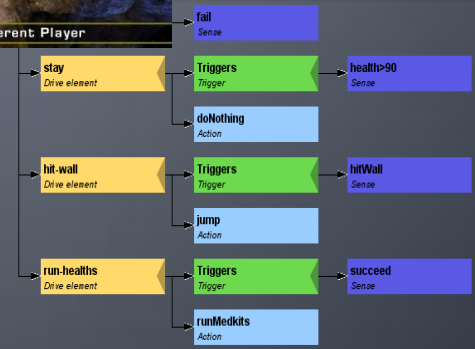 fail
Sense
erent Player
stay
Drive element
Triggers
Trigger
health>90
Sense
doNothing
Action
hit-wall
Drive element
Triggers
Trigger
hitWall
Sense
jump
Action
run-healths
Drive element
Triggers
Trigger
succeed
Sense
runMedkits
Action